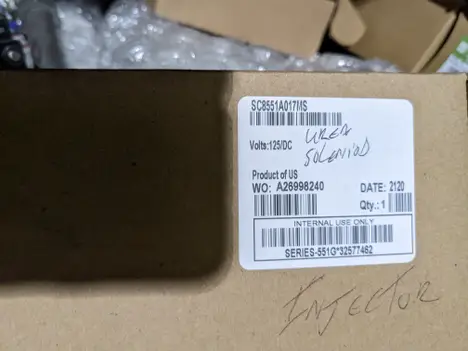 SC8551A017MS
Volts:125/DC
UREA
SOLENIOD
Product of US
WO: A26998240
DATE: 2120
Qty.: 1
INTERNAL USE ONLY
SERIES-551G*32577462
INJECTOR